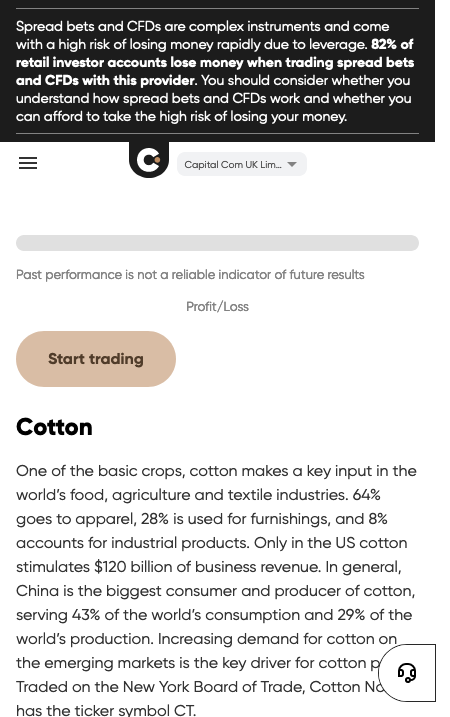 Spread bets and CFDs are complex instruments and come
with a high risk of losing money rapidly due to leverage. 82% of
retail investor accounts lose money when trading spread bets
and CFDs with this provider. You should consider whether you
understand how spread bets and CFDs work and whether you
can afford to take the high risk of losing your money.
Capital Com UK Lim...
Past performance is not a reliable indicator of future results
Profit/Loss
Start trading
Cotton
One of the basic crops, cotton makes a key input in the
world's food, agriculture and textile industries. 64%
goes to apparel, 28% is used for furnishings, and 8%
accounts for industrial products. Only in the US cotton
stimulates $120 billion of business revenue. In general,
China is the biggest consumer and producer of cotton,
serving 43% of the world's consumption and 29% of the
world's production. Increasing demand for cotton on
the emerging markets is the key driver for cotton
Traded on the New York Board of Trade, Cotton
has the ticker symbol CT.